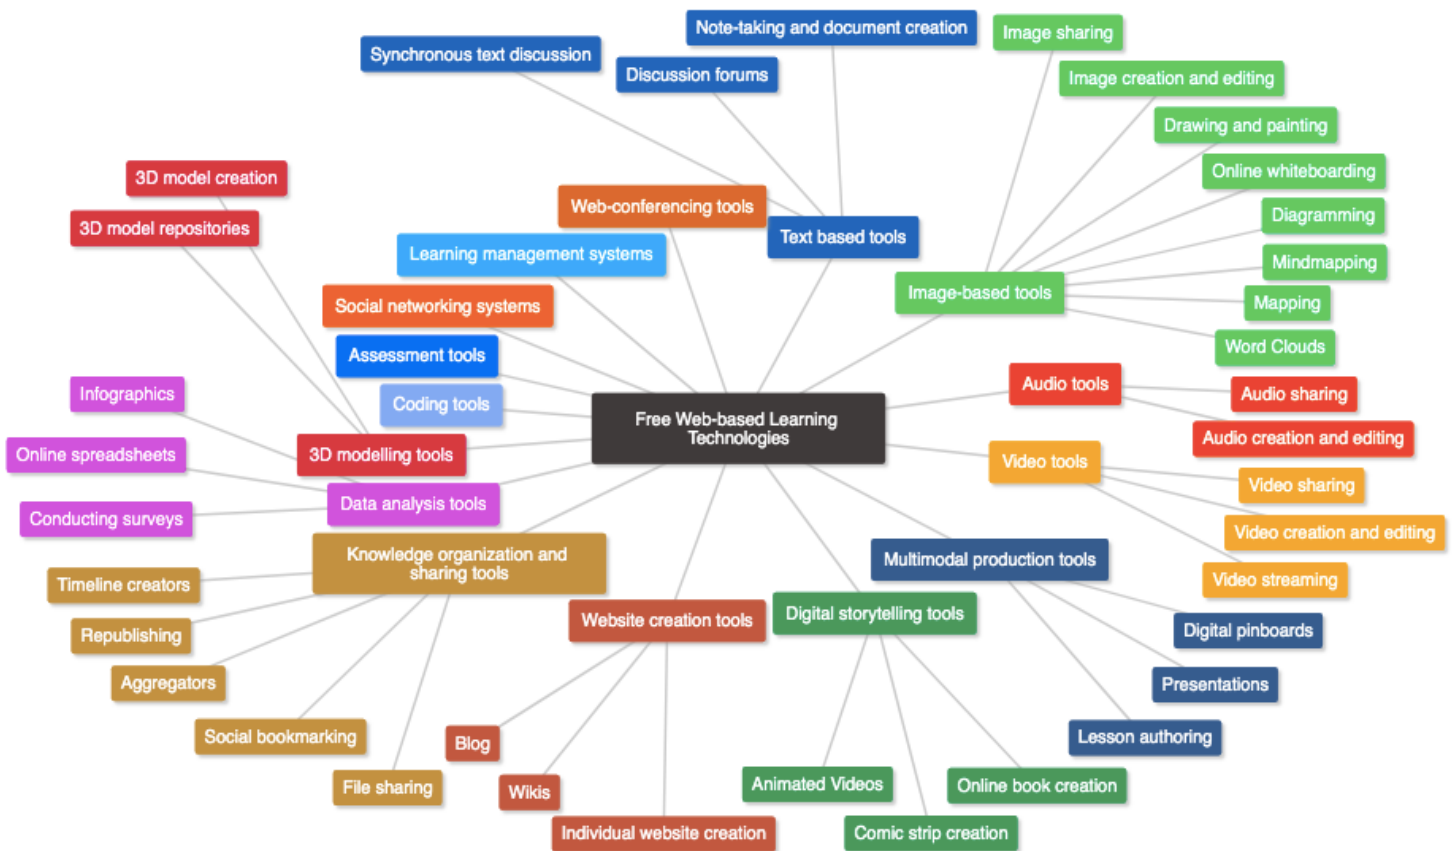 Note-taking and document creation
Image sharing
Synchronous text discussion
Discussion forums
Image creation and editing
Drawing and painting
Online whiteboarding
3D model creation
Web-conferencing tools
Diagramming
3D model repositories
Text based tools
Learning management systems
Mindmapping
Image-based tools
Mapping
Social networking systems
Word Clouds
Assessment tools
Audio tools
Infographics
Audio sharing
Coding tools
Free Web-based Learning
Technologies
Audio creation and editing
Online spreadsheets
3D modelling tools
Video tools
Video sharing
Data analysis tools
Conducting surveys
Video creation and editing
Knowledge organization and
sharing tools
Multimodal production tools
Video streaming
Timeline creators
Digital storytelling tools
Website creation tools
Digital pinboards
Republishing
Aggregators
Presentations
Social bookmarking
Blog
Lesson authoring
File sharing
Wikis
Animated Videos
Online book creation
Individual website creation
Comic strip creation